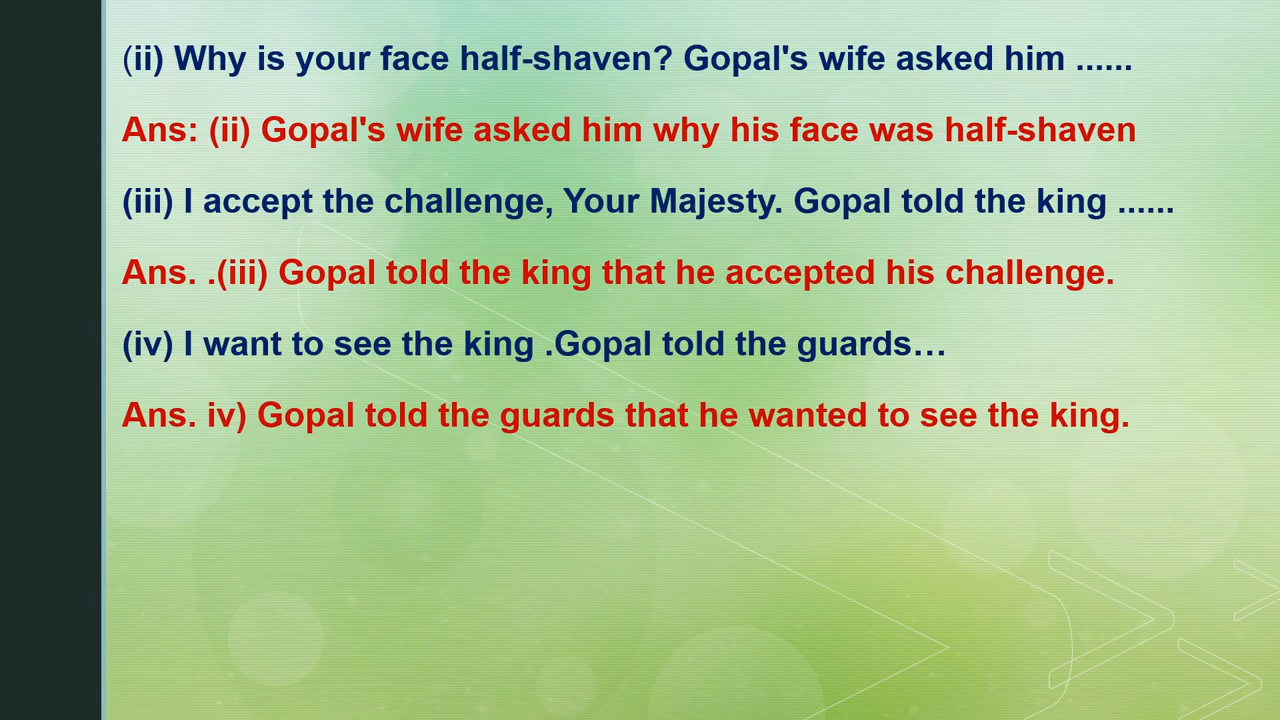 (ii) Why is your face half-shaven? Gopal's wife asked him ......
Ans: (ii) Gopal's wife asked him why his face was half-shaven
(iii) I accept the challenge, Your Majesty. Gopal told the king ......
Ans. .(iii) Gopal told the king that he accepted his challenge.
(iv) I want to see the king .Gopal told the guards…
Ans. iv) Gopal told the guards that he wanted to see the king.